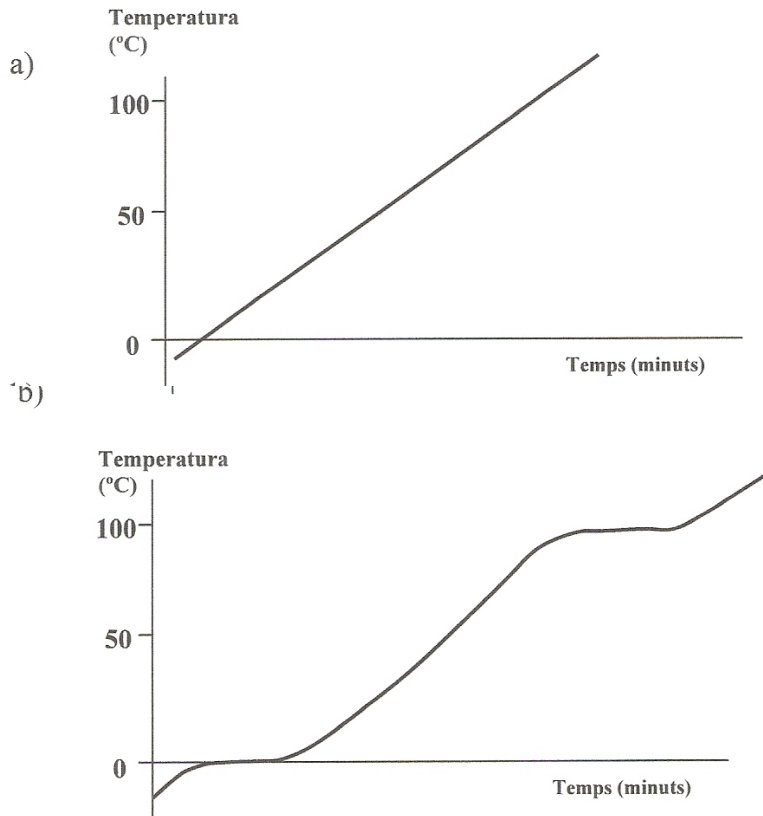 Temperatura
(ºC)
a)
100
50
0
Temps (minuts)
b)
Temperatura
(ºC)
100
50
0
Temps (minuts)